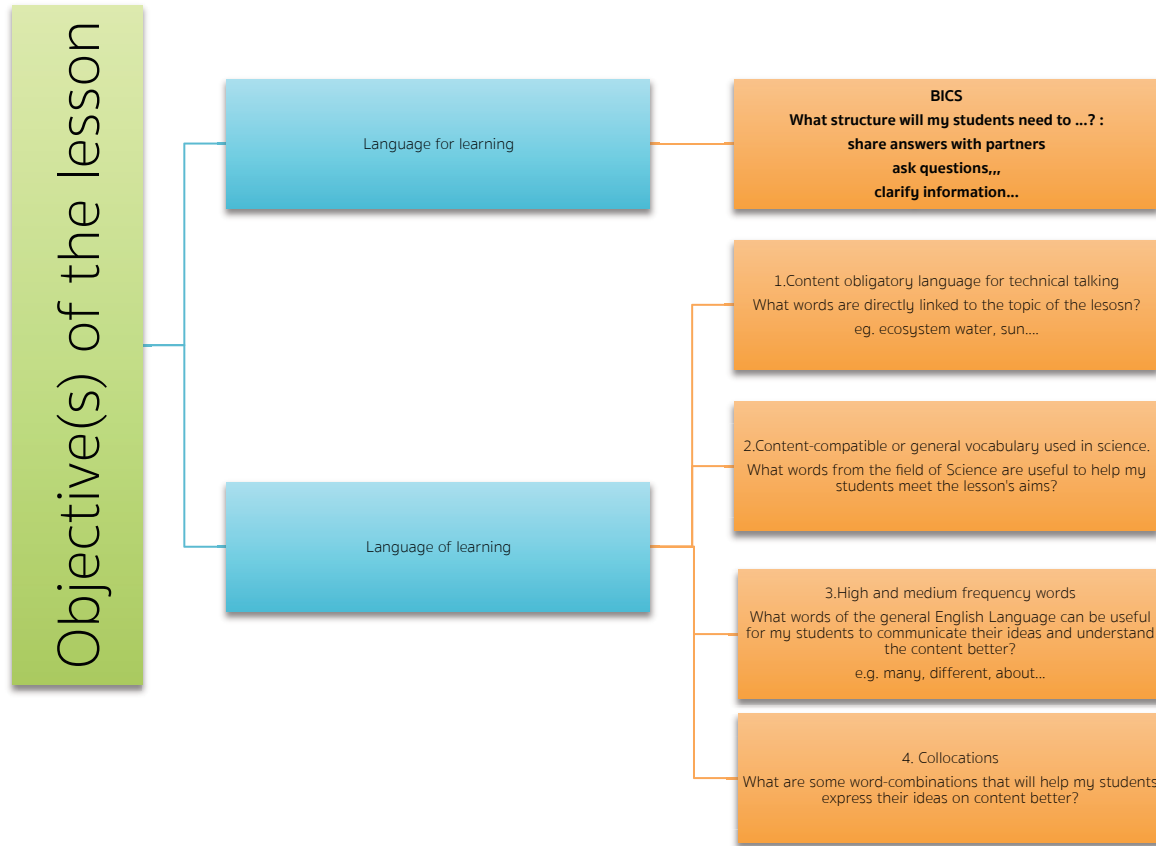 Objective(s) of the lesson
Language for learning
BICS
What structure will my students need to ...? :
share answers with partners
ask questions,,,
clarify information...
Language of learning
1.Content obligatory language for technical talking
What words are directly linked to the topic of the lesosn?
eg. ecosystem water, sun....
2.Content-compatible or general vocabulary used in science.
What words from the field of Science are useful to help my
students meet the lesson's aims?
3.High and medium frequency words
What words of the general English Language can be useful
for my students to communicate their ideas and understand
the content better?
e.g. many, different, about...
4. Collocations
What are some word-combinations that will help my students
express their ideas on content better?